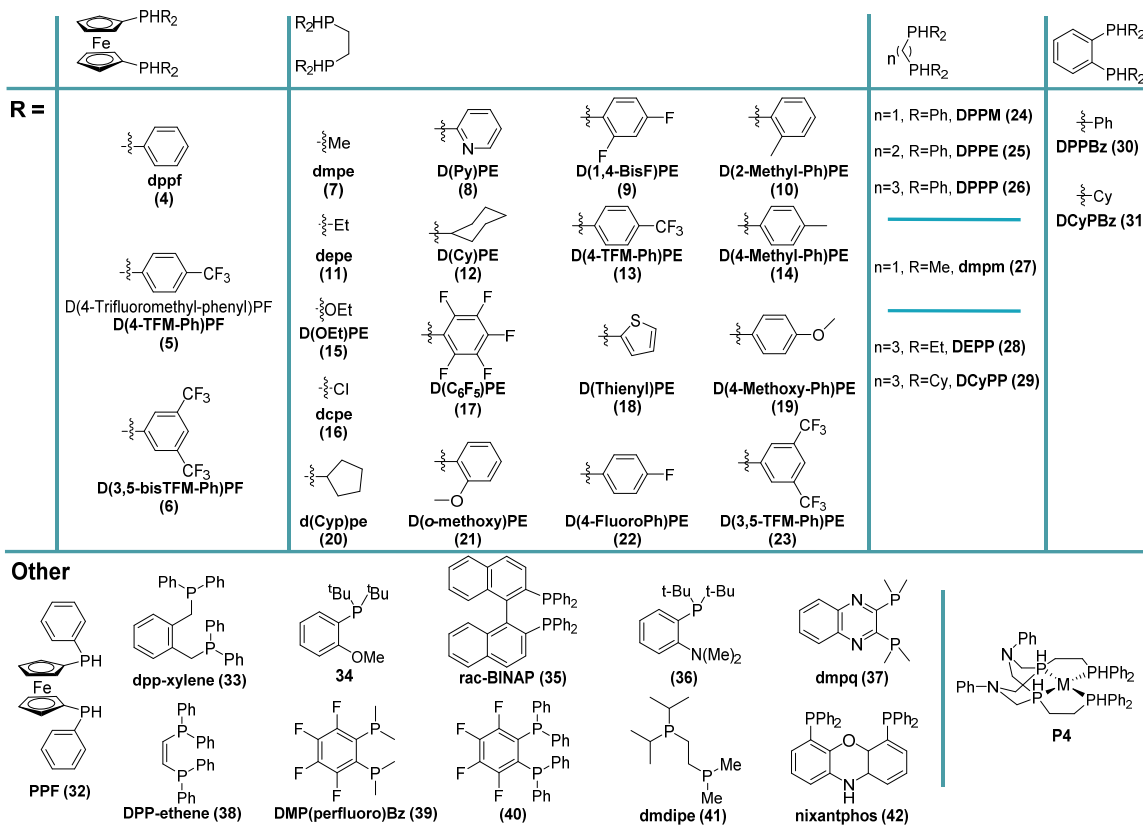 PHR2
Fe
PHR2
R2HP
R2HP
PHR2
n
PHR2
PHR2
PHR2
R =
dppf
(4)
CF3
D(4-Trifluoromethyl-phenyl)PF
D(4-TFM-Ph)PF
(5)
CF3
CF3
D(3,5-bisTFM-Ph)PF
(6)
Me
dmpe
(7)
N
D(Py)PE
(8)
F
F
D(1,4-BisF)PE
(9)
D(2-Methyl-Ph)PE
(10)
Et
depe
(11)
D(Cy)PE
(12)
CF3
D(4-TFM-Ph)PE
(13)
D(4-Methyl-Ph)PE
(14)
OEt
D(OEt)PE
(15)
Cl
dcpe
(16)
F
F
F
F
F
D(C6F5)PE
(17)
S
D(Thienyl)PE
(18)
O
D(4-Methoxy-Ph)PE
(19)
d(Cyp)pe
(20)
O
D(o-methoxy)PE
(21)
F
D(4-FluoroPh)PE
(22)
CF3
CF3
D(3,5-TFM-Ph)PE
(23)
n=1, R=Ph, DPPM (24)
n=2, R=Ph, DPPE (25)
n=3, R=Ph, DPPP (26)
n=1, R=Me, dmpm (27)
n=3, R=Et, DEPP (28)
n=3, R=Cy, DCyPP (29)
Ph
DPPBz (30)
Cy
DCyPBz (31)
Other
PH
Fe
PH
PPF (32)
Ph
P
Ph
Ph
P
Ph
dpp-xylene (33)
tBu
tBu
P
OMe
34
PPh2
PPh2
rac-BINAP (35)
t-Bu
t-Bu
P
N(Me)2
(36)
N
N
P
P
dmpq (37)
Ph
P
Ph
Ph
P
Ph
DPP-ethene (38)
F
F
F
F
P
P
DMP(perfluoro)Bz (39)
F
F
F
F
Ph
P
Ph
P
Ph
Ph
(40)
P
P
Me
Me
dmdipe (41)
PPh2
PPh2
O
N
H
nixantphos (42)
NPh
N
PhN
H
P
H
P
M
PHPh2
PHPh2
P4